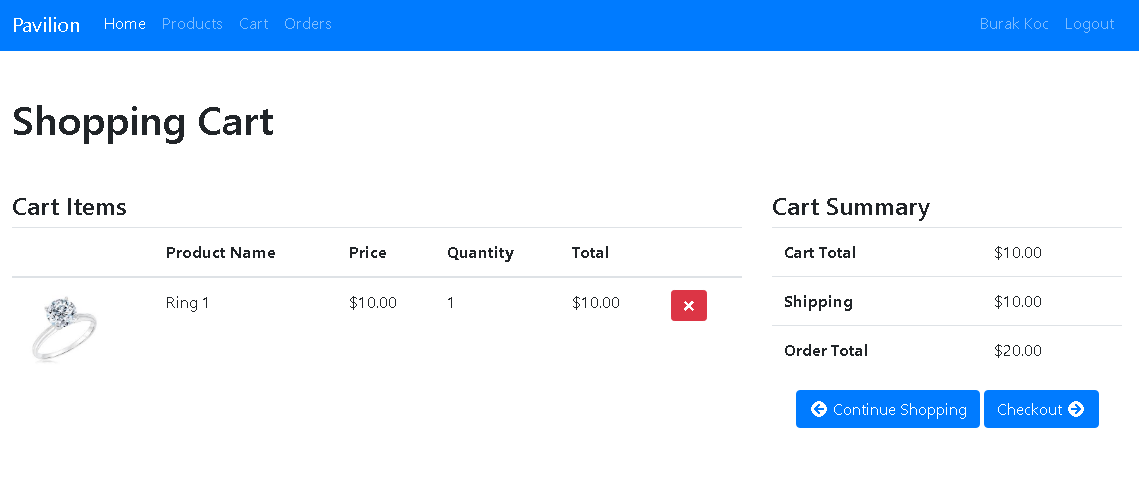 Pavilion Home Products Cart Orders Burak Koc Logout
Shopping Cart
Cart Items
Product Name Price Quantity Total
Ring 1 $10.00 1 $10.00
Cart Summary
Cart Total $10.00
Shipping $10.00
Order Total $20.00
Continue Shopping Checkout